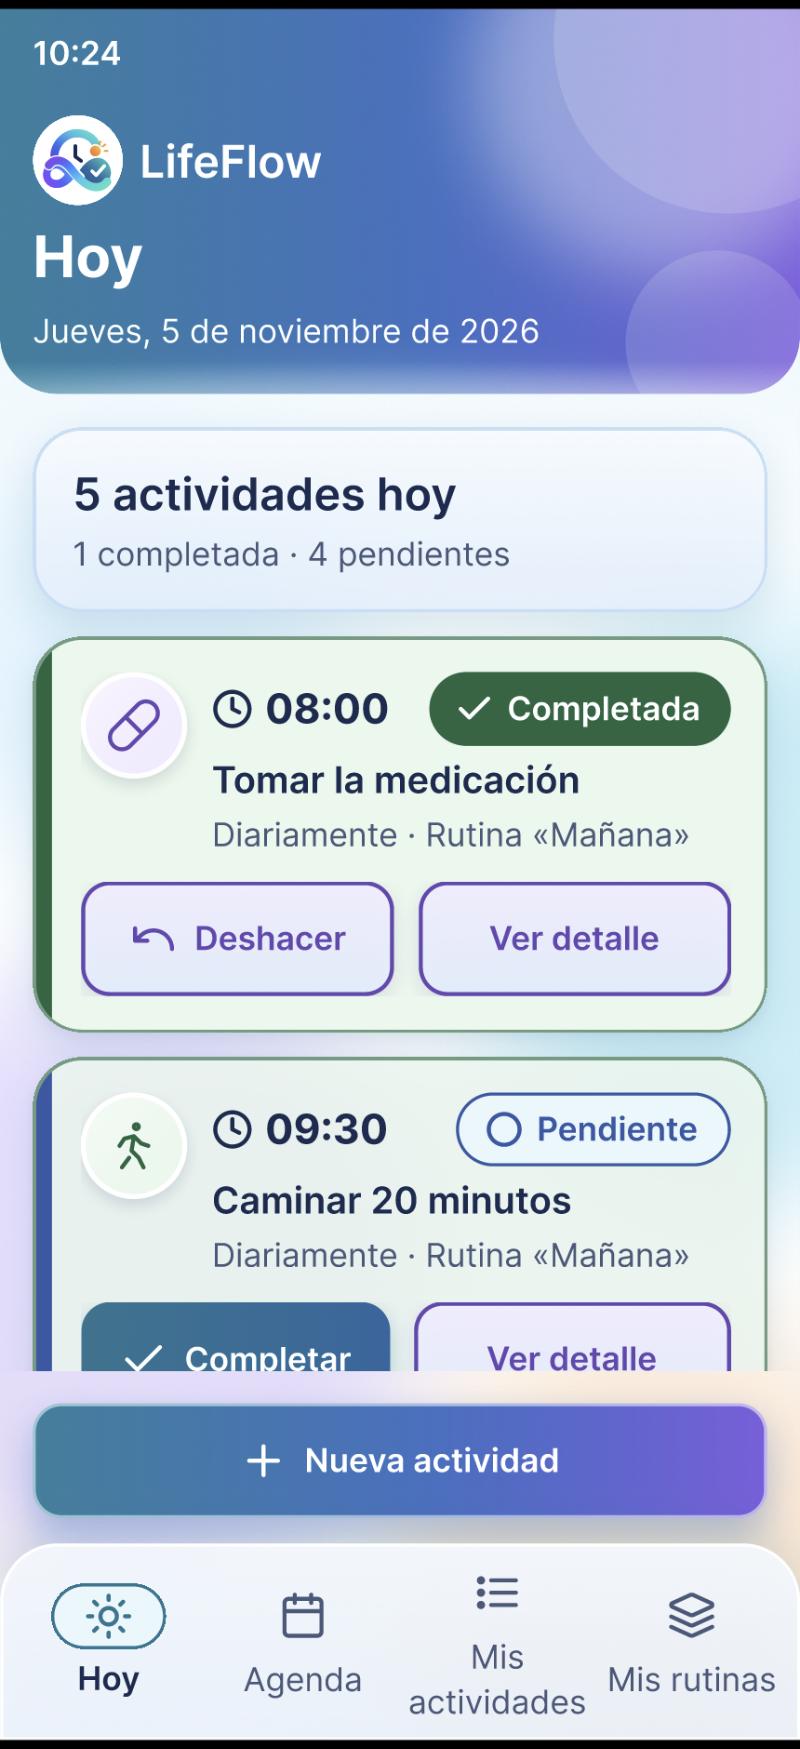 10:24
LifeFlow
Hoy
Jueves, 5 de noviembre de 2026
5 actividades hoy
1 completada · 4 pendientes
08:00 Completada
Tomar la medicación
Diariamente · Rutina «Mañana»
Deshacer Ver detalle
09:30 Pendiente
Caminar 20 minutos
Diariamente · Rutina «Mañana»
Completar Ver detalle
Nueva actividad
Hoy Agenda Mis actividades Mis rutinas